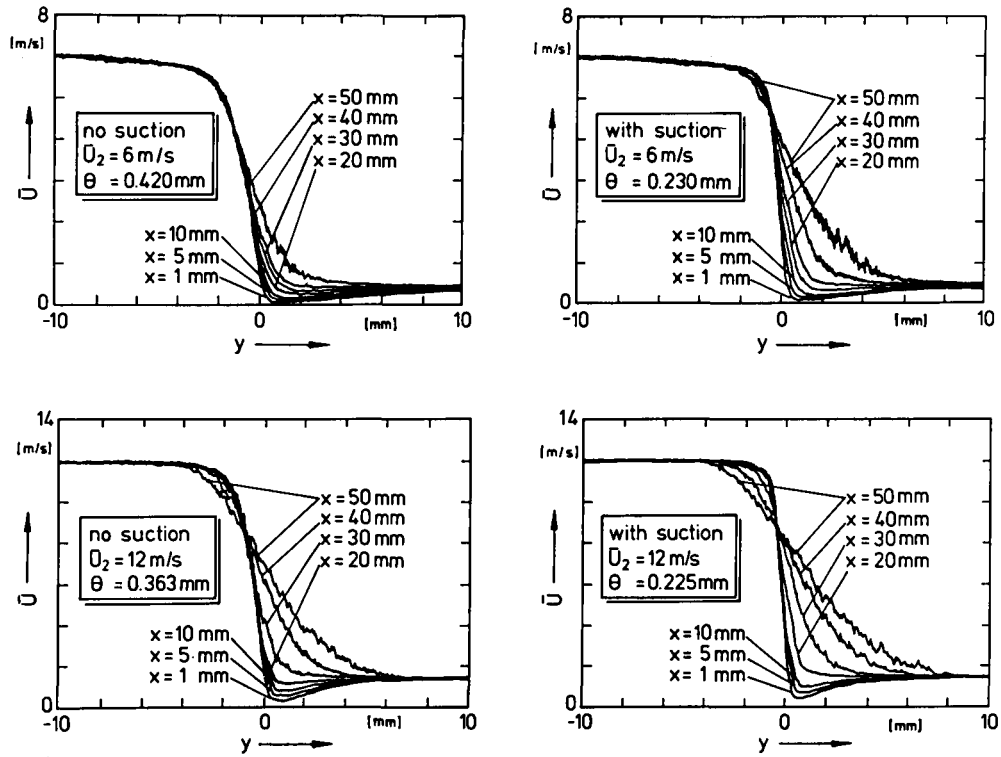 8
[m/s]
Ū
0
-10
0
[mm]
10
y
no suction
Ū₂ = 6 m/s
θ = 0.420 mm
x = 50 mm
x = 40 mm
x = 30 mm
x = 20 mm
x = 10 mm
x = 5 mm
x = 1 mm
8
[m/s]
Ū
0
-10
0
[mm]
10
y
with suction
Ū₂ = 6 m/s
θ = 0.230 mm
x = 50 mm
x = 40 mm
x = 30 mm
x = 20 mm
x = 10 mm
x = 5 mm
x = 1 mm
14
[m/s]
Ū
0
-10
0
[mm]
10
y
no suction
Ū₂ = 12 m/s
θ = 0.363 mm
x = 50 mm
x = 40 mm
x = 30 mm
x = 20 mm
x = 10 mm
x = 5 mm
x = 1 mm
14
[m/s]
Ū
0
-10
0
[mm]
10
y
with suction
Ū₂ = 12 m/s
θ = 0.225 mm
x = 50 mm
x = 40 mm
x = 30 mm
x = 20 mm
x = 10 mm
x = 5 mm
x = 1 mm